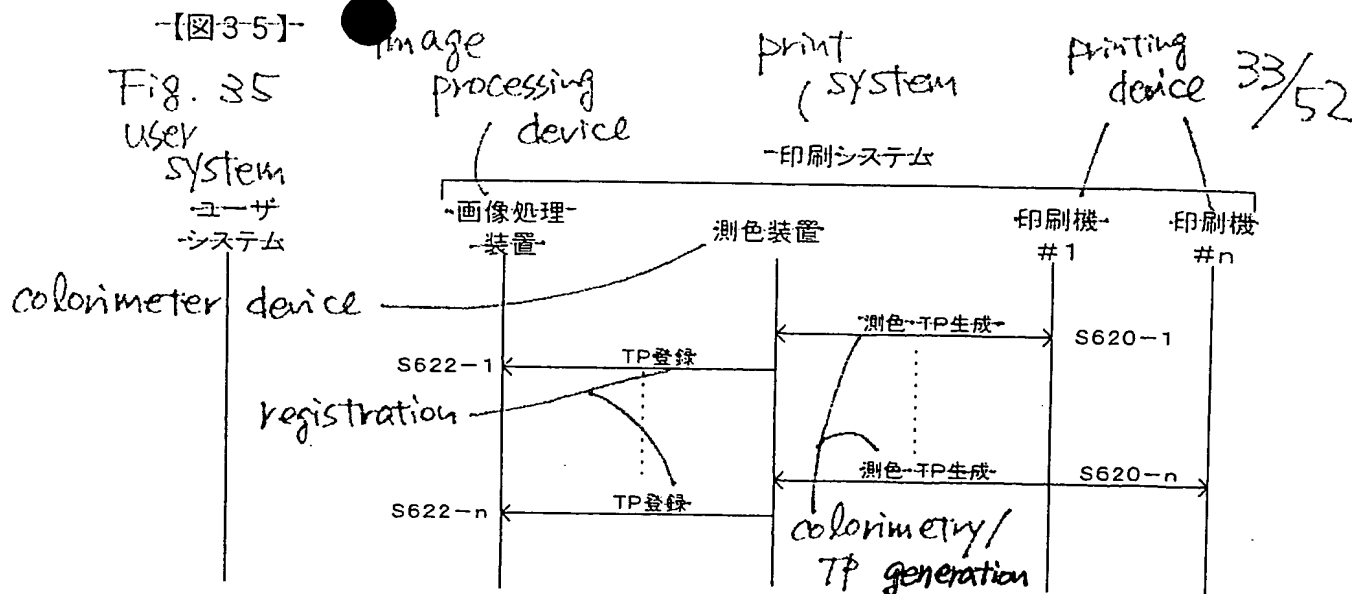 【図35】
image
processing
device
print
system
printing
device
33/52
Fig. 35
user
system
印刷システム
ユーザ
システム
画像処理
装置
測色装置
印刷機
#1
印刷機
#n
colorimeter device
測色・TP生成
S620-1
S622-1
TP登録
registration
測色・TP生成
S620-n
S622-n
TP登録
colorimetry/
TP generation